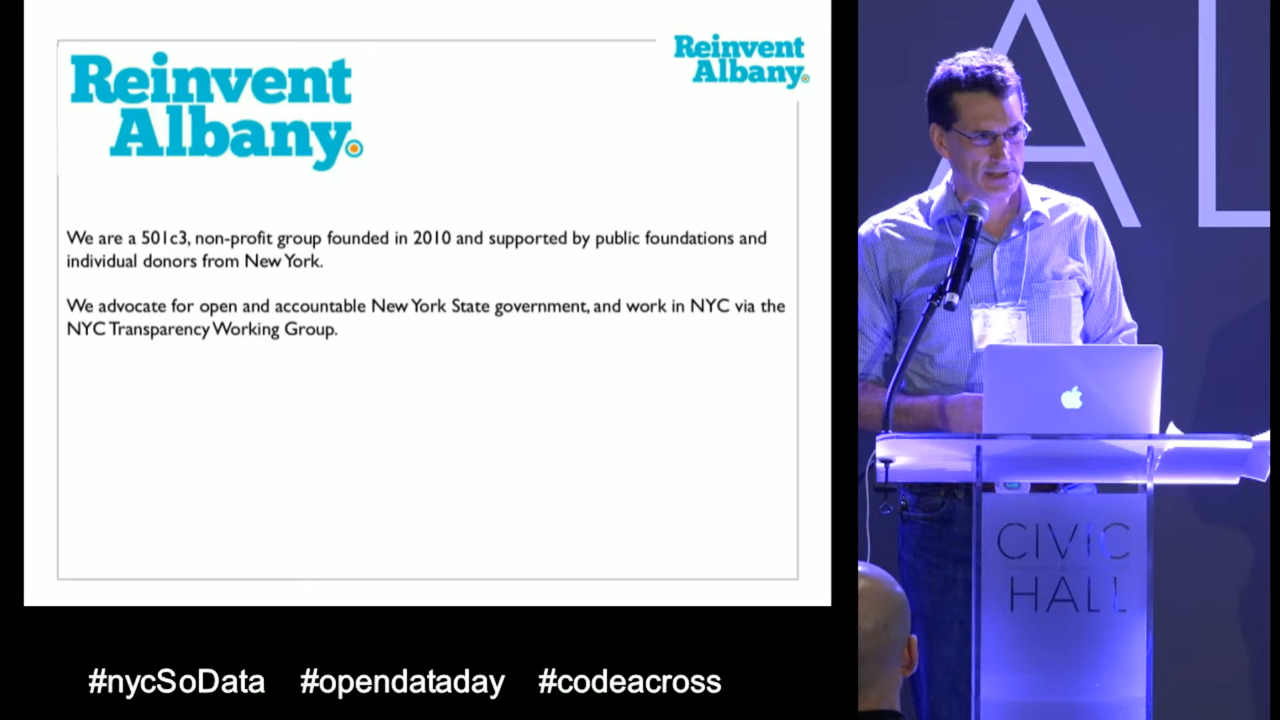 Reinvent
Albany
Reinvent
Albany
We are a 501c3, non-profit group founded in 2010 and supported by public foundations and
individual donors from New York.
We advocate for open and accountable New York State government, and work in NYC via the
NYC Transparency Working Group.
#nycSoData #opendataday #codeacross
AL
CIVIC
HALL